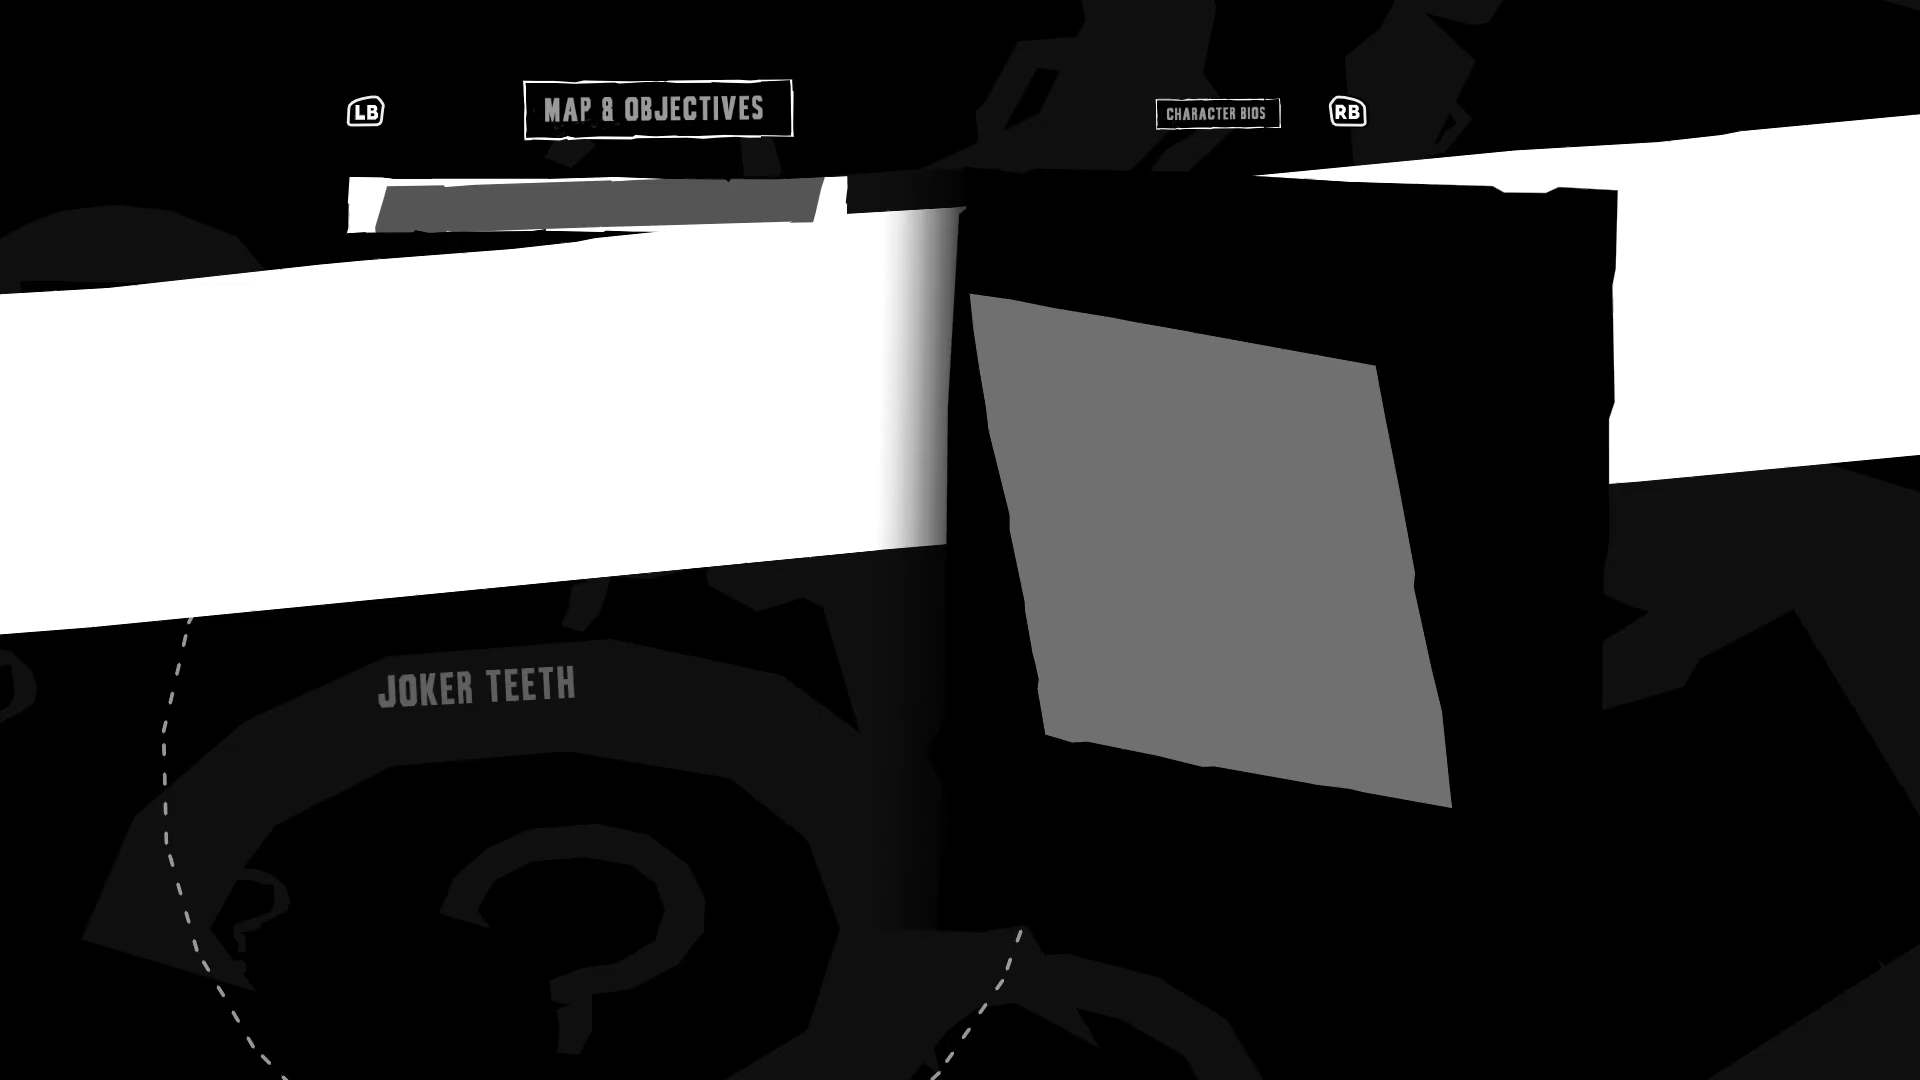 LB
MAP & OBJECTIVES
CHARACTER BIOS
RB
JOKER TEETH
?
?